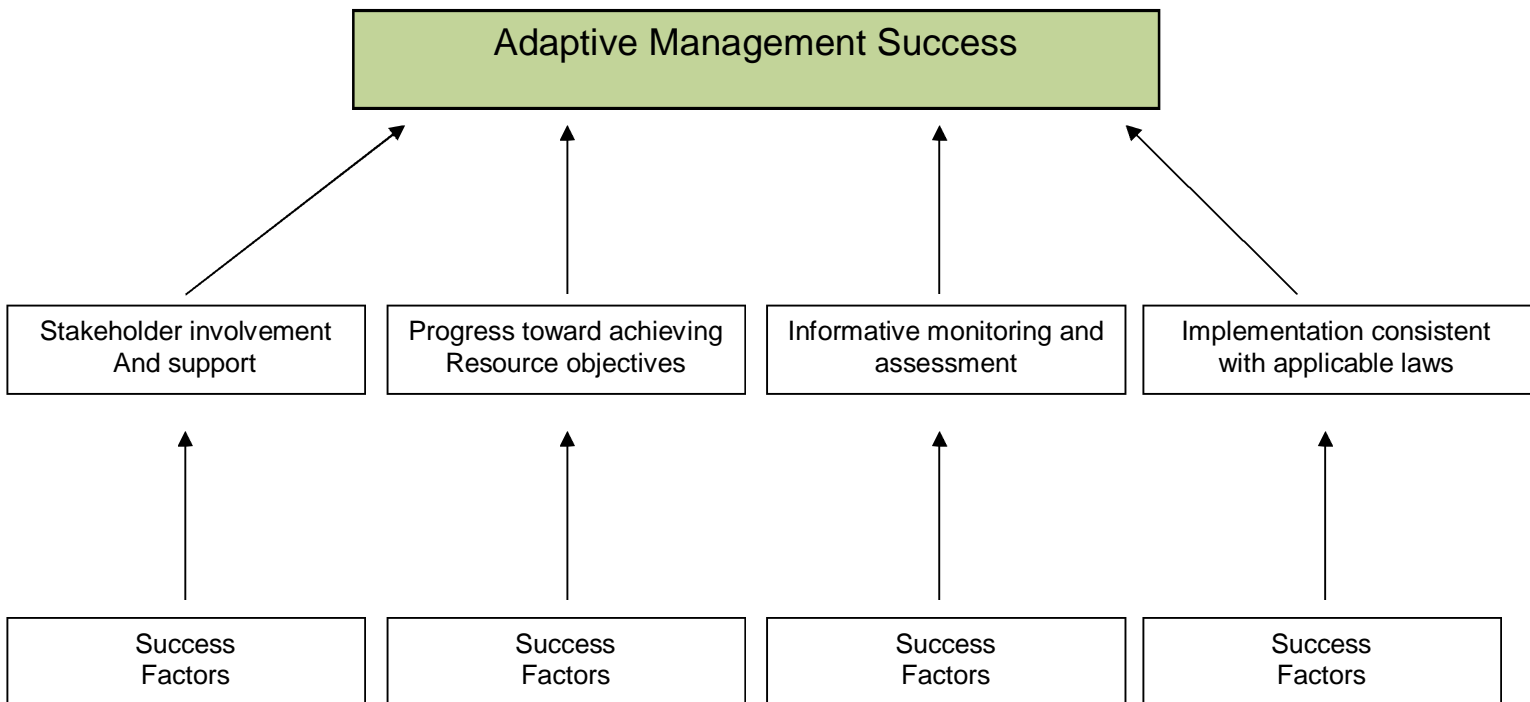 Adaptive Management Success
Stakeholder involvement
And support
Progress toward achieving
Resource objectives
Informative monitoring and
assessment
Implementation consistent
with applicable laws
Success
Factors
Success
Factors
Success
Factors
Success
Factors